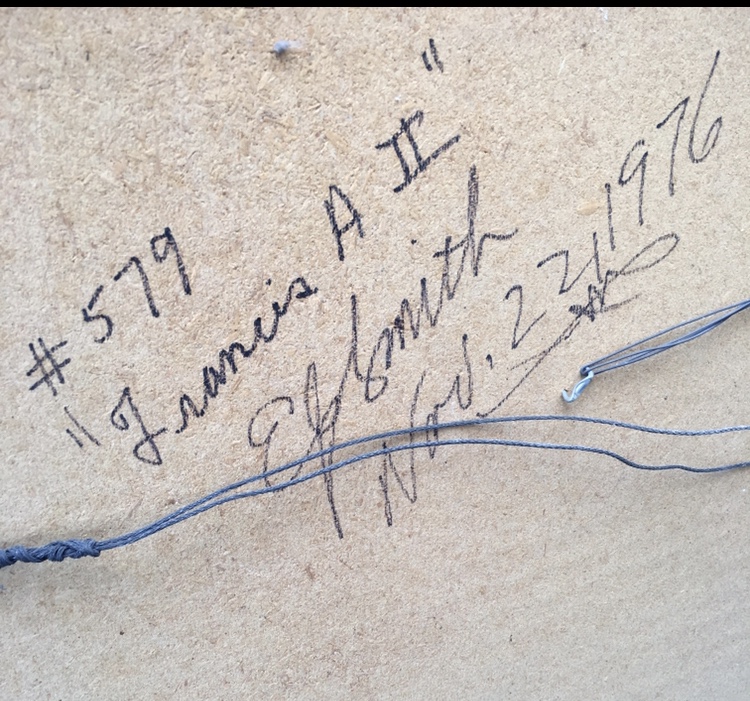 # 579
"Francis A II"
EJ Smith
Nov. 22, 1976